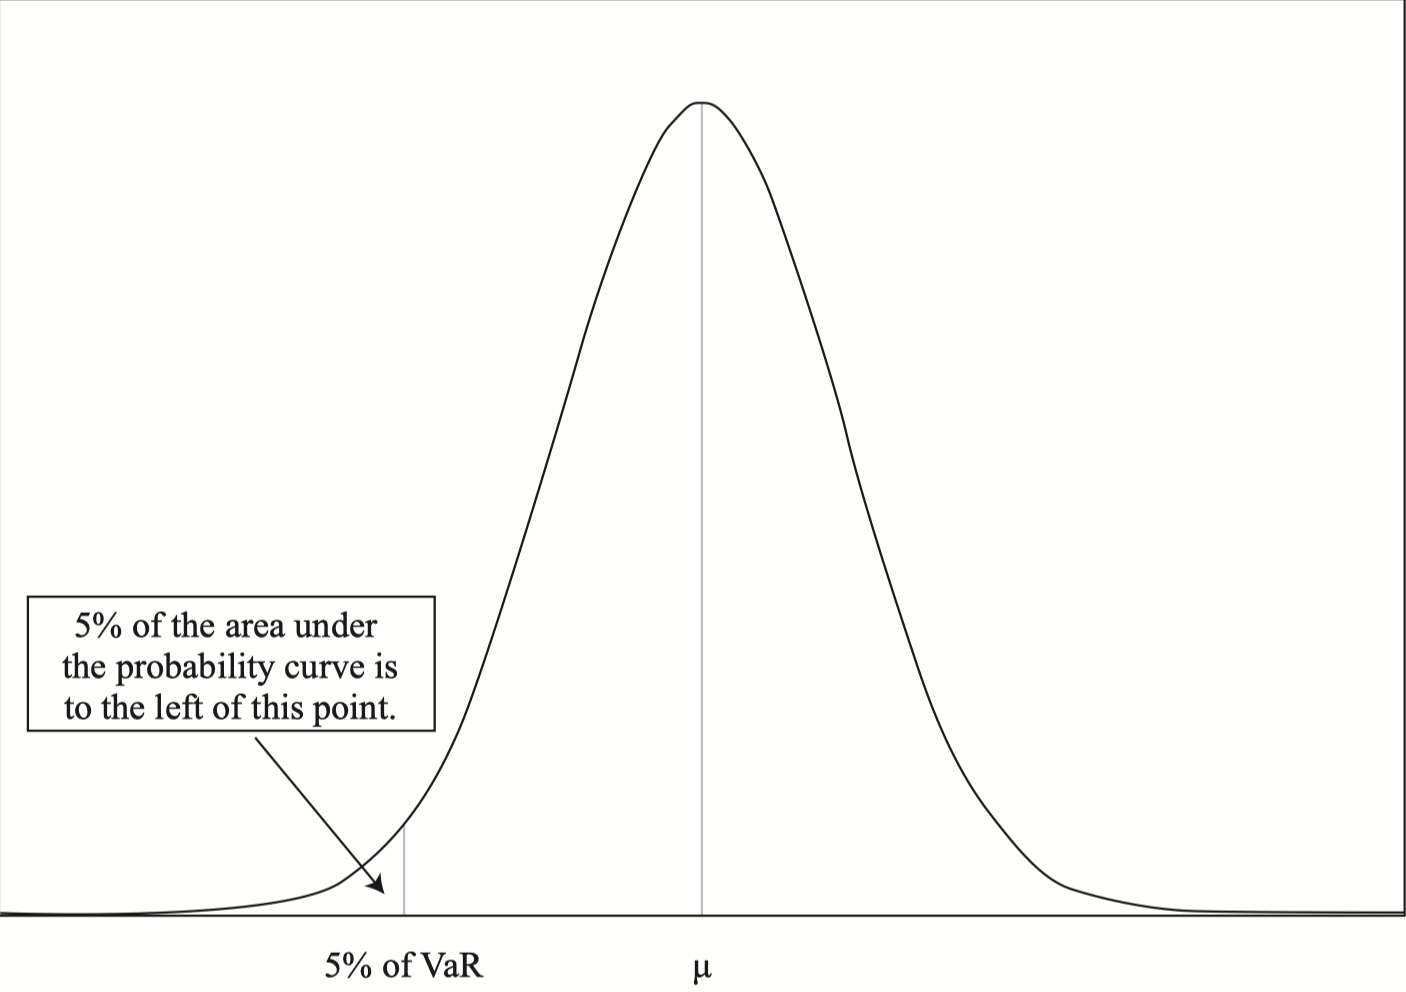 5% of the area under
the probability curve is
to the left of this point.
5% of VaR
μ